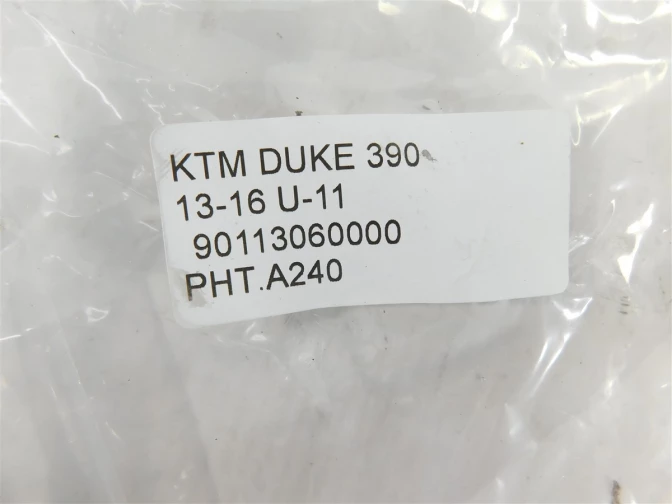 KTM DUKE 390
13-16 U-11
90113060000
PHT.A240